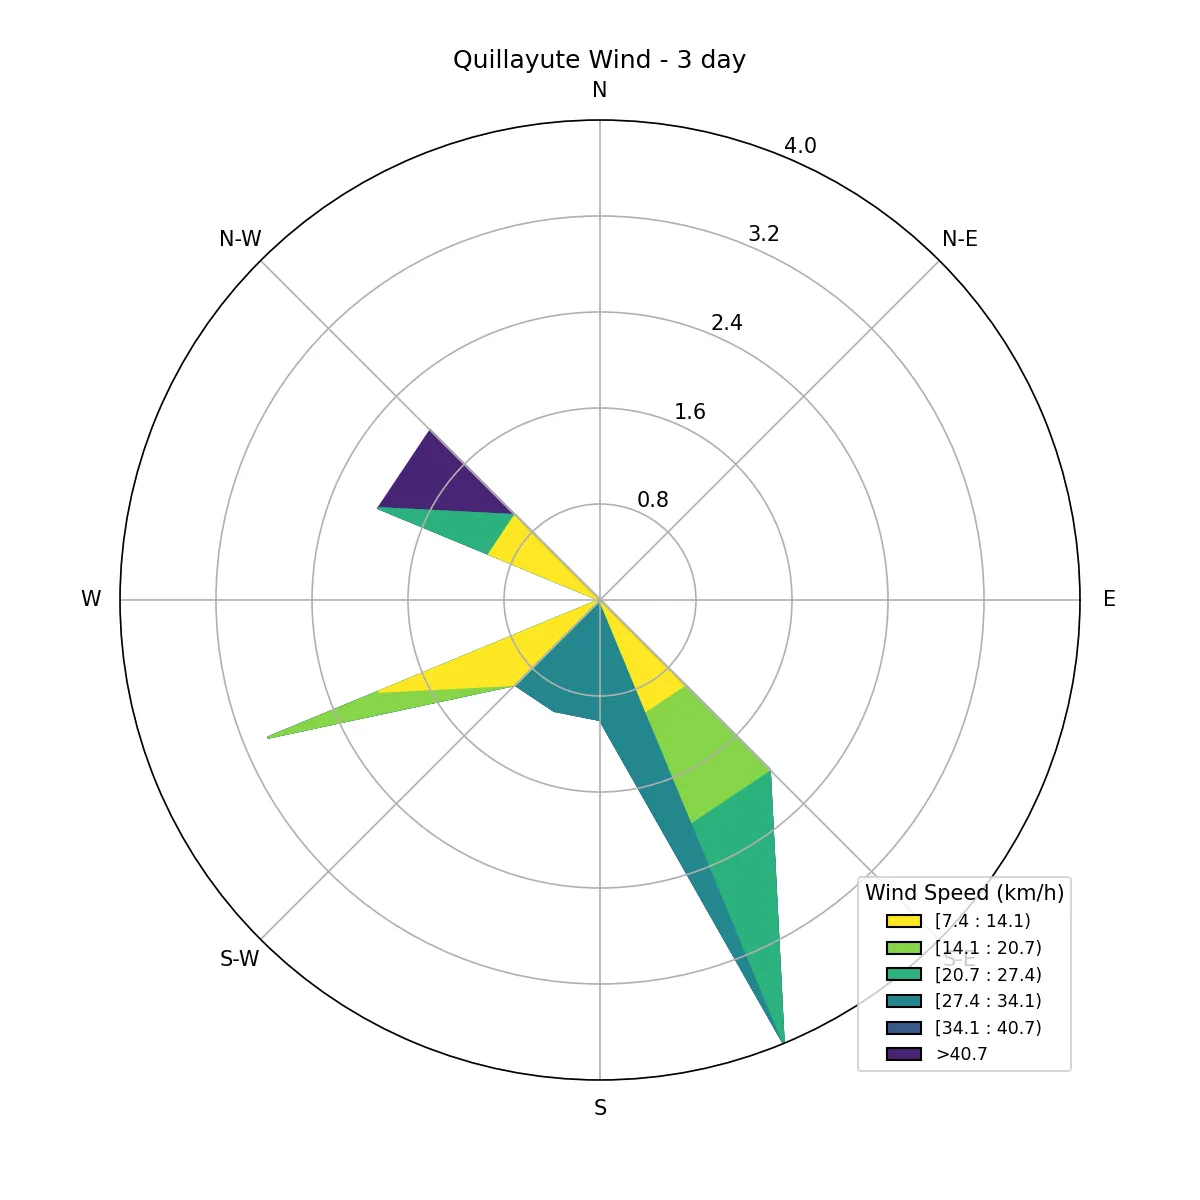 Quillayute Wind - 3 day
N
4.0
N-W
N-E
3.2
2.4
1.6
0.8
W
E
Wind Speed (km/h)
[7.4 : 14.1)
[14.1 : 20.7)
S-W
S-E
[20.7 : 27.4)
[27.4 : 34.1)
[34.1 : 40.7)
>40.7
S